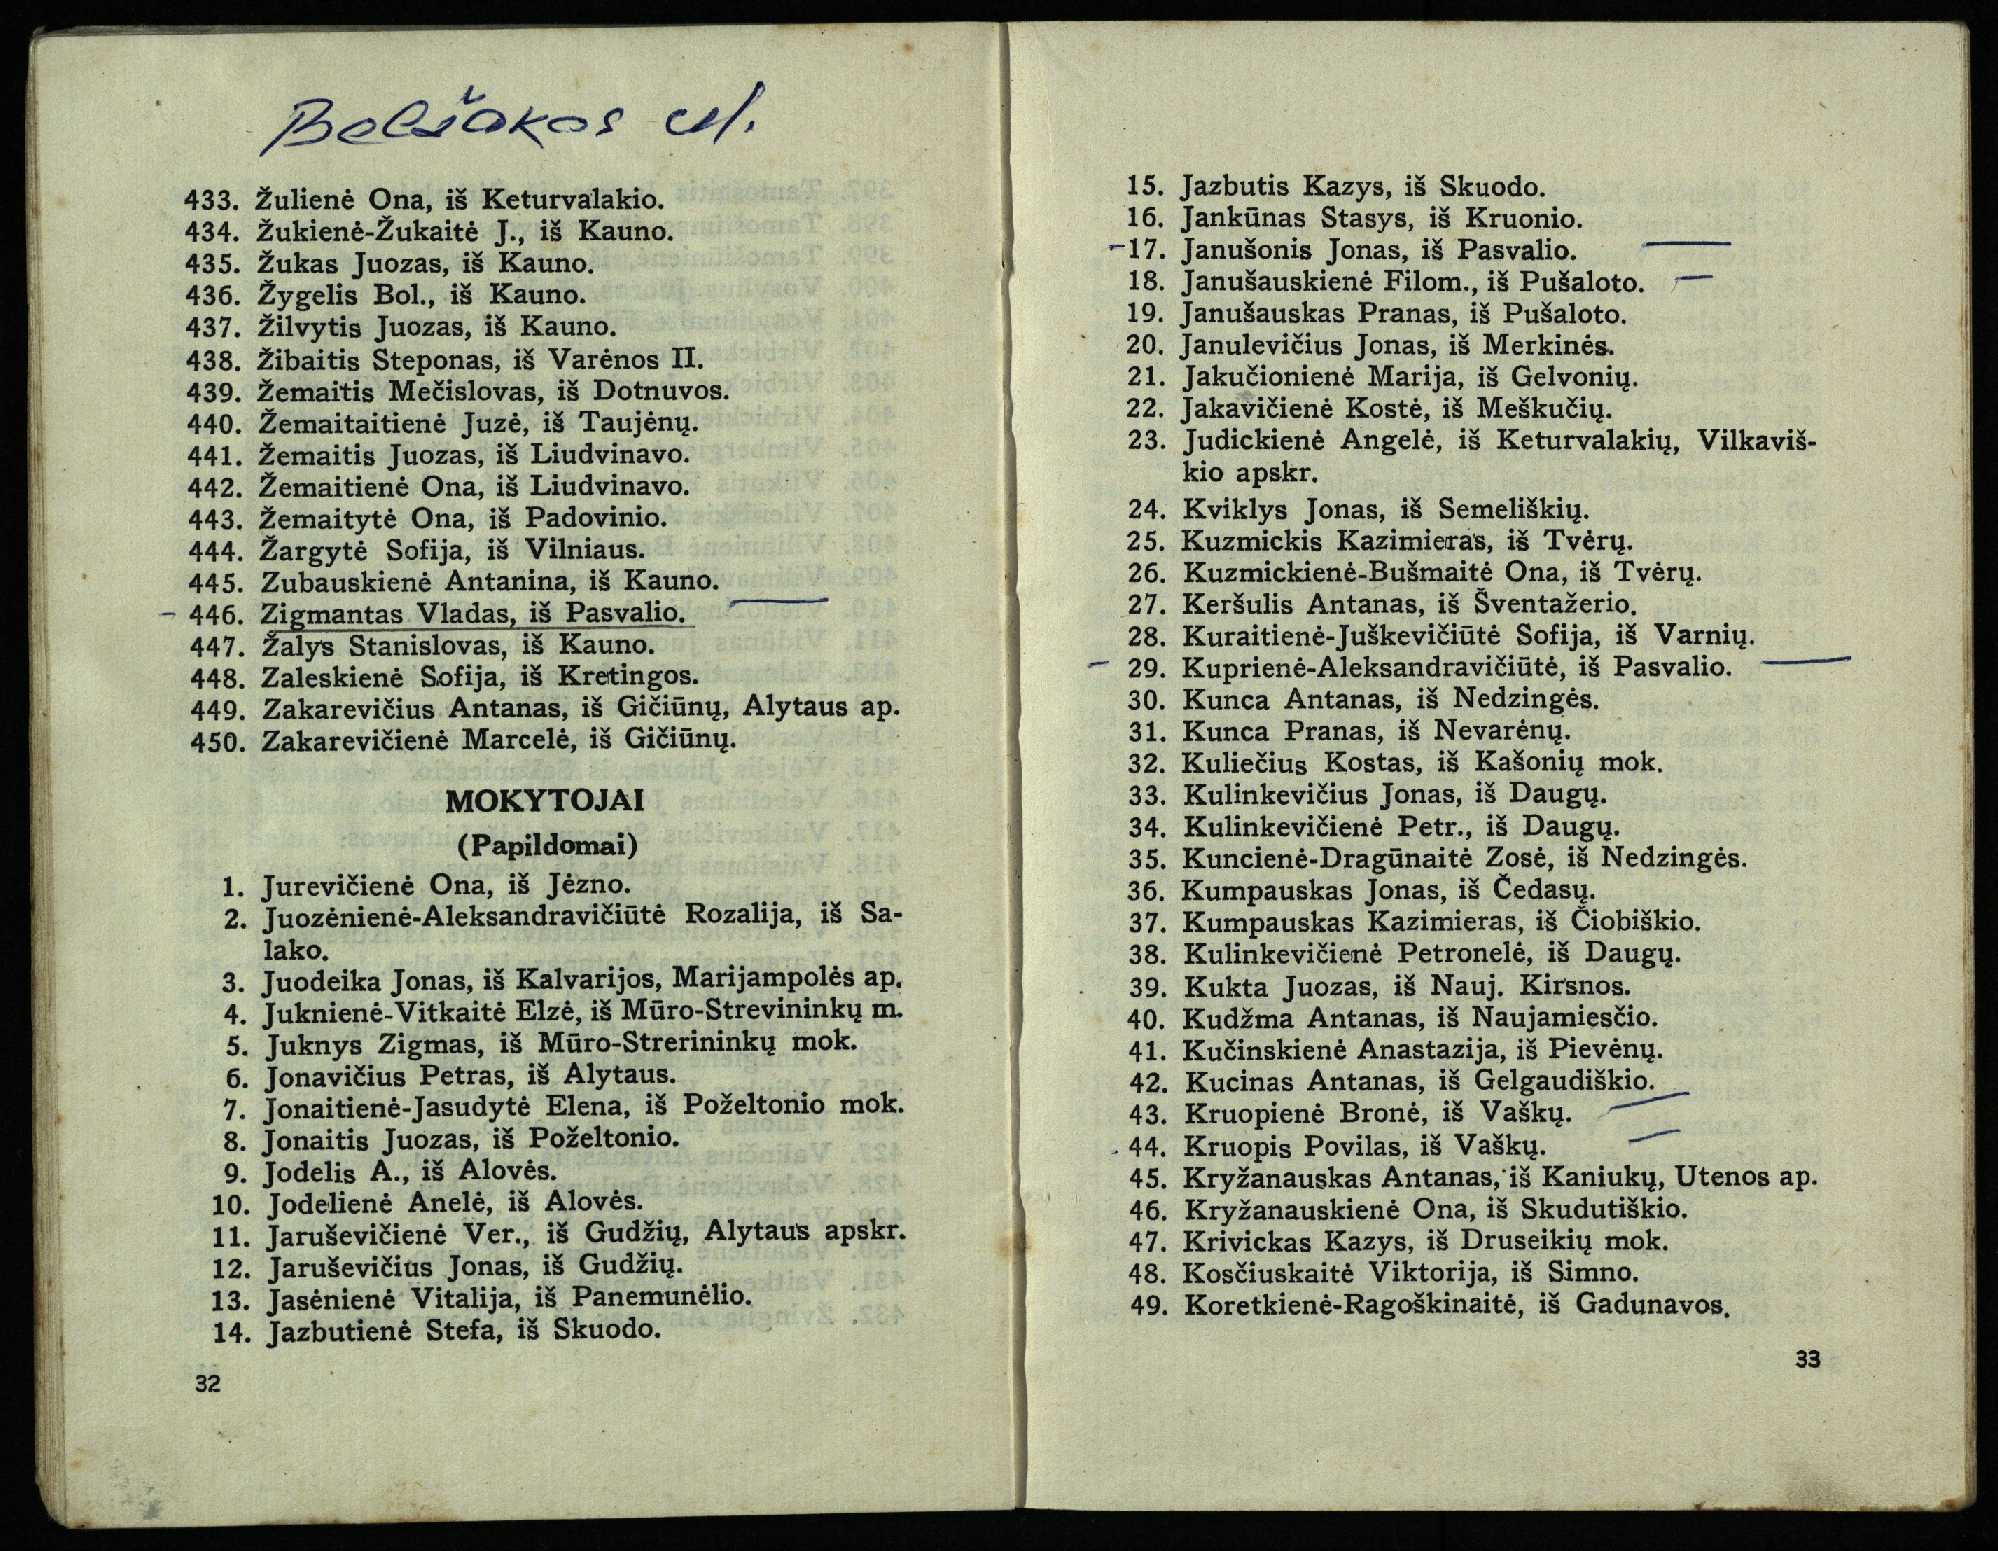 433. Žulienė Ona, iš Keturvalakio.
434. Žukienė-Žukaitė J., iš Kauno.
435. Žukas Juozas, iš Kauno.
436. Žygelis Bol., iš Kauno.
437. Žilvytis Juozas, iš Kauno.
438. Žibaitis Steponas, iš Varėnos II.
439. Žemaitis Mečislovas, iš Dotnuvos.
440. Žemaitaitienė Juzė, iš Taujėnų.
441. Žemaitis Juozas, iš Liudvinavo.
442. Žemaitienė Ona, iš Liudvinavo.
443. Žemaitytė Ona, iš Padovinio.
444. Žargytė Sofija, iš Vilniaus.
445. Zubauskienė Antanina, iš Kauno.
446. Zigmantas Vladas, iš Pasvalio.
447. Žalys Stanislovas, iš Kauno.
448. Zaleskienė Sofija, iš Kretingos.
449. Zakarevičius Antanas, iš Gičiūnų, Alytaus ap.
450. Zakarevičienė Marcelė, iš Gičiūnų.
MOKYTOJAI
(Papildomai)
1. Jurevičienė Ona, iš Jėzno.
2. Juozėnienė-Aleksandravičiūtė Rozalija, iš Sa-
lako.
3. Juodeika Jonas, iš Kalvarijos, Marijampolės ap.
4. Juknienė-Vitkaitė Elzė, iš Mūro-Strevininkų m.
5. Juknys Zigmas, iš Mūro-Strerininkų mok.
6. Jonavičius Petras, iš Alytaus.
7. Jonaitienė-Jasudytė Elena, iš Poželtonio mok.
8. Jonaitis Juozas, iš Poželtonio.
9. Jodelis A., iš Alovės.
10. Jodelienė Anelė, iš Alovės.
11. Jaruševičienė Ver., iš Gudžių, Alytaus apskr.
12. Jaruševičius Jonas, iš Gudžių.
13. Jasėnienė Vitalija, iš Panemunėlio.
14. Jazbutienė Stefa, iš Skuodo.
32
15. Jazbutis Kazys, iš Skuodo.
16. Jankūnas Stasys, iš Kruonio.
17. Janušonis Jonas, iš Pasvalio.
18. Janušauskienė Filom., iš Pušaloto.
19. Janušauskas Pranas, iš Pušaloto.
20. Janulevičius Jonas, iš Merkinės.
21. Jakučionienė Marija, iš Gelvonių.
22. Jakavičienė Kostė, iš Meškučių.
23. Judickienė Angelė, iš Keturvalakių, Vilkaviš-
kio apskr.
24. Kviklys Jonas, iš Semeliškių.
25. Kuzmickis Kazimieras, iš Tvėrų.
26. Kuzmickienė-Bušmaitė Ona, iš Tvėrų.
27. Keršulis Antanas, iš Šventažerio.
28. Kuraitienė-Juškevičiūtė Sofija, iš Varnių.
29. Kuprienė-Aleksandravičiūtė, iš Pasvalio.
30. Kunca Antanas, iš Nedzingės.
31. Kunca Pranas, iš Nevarėnų.
32. Kuliečius Kostas, iš Kašonių mok.
33. Kulinkevičius Jonas, iš Daugų.
34. Kulinkevičienė Petr., iš Daugų.
35. Kuncienė-Dragūnaitė Zosė, iš Nedzingės.
36. Kumpauskas Jonas, iš Čedasų.
37. Kumpauskas Kazimieras, iš Čiobiškio.
38. Kulinkevičienė Petronelė, iš Daugų.
39. Kukta Juozas, iš Nauj. Kirsnos.
40. Kudžma Antanas, iš Naujamiesčio.
41. Kučinskienė Anastazija, iš Pievėnų.
42. Kucinas Antanas, iš Gelgaudiškio.
43. Kruopienė Bronė, iš Vaškų.
44. Kruopis Povilas, iš Vaškų.
45. Kryžanauskas Antanas, iš Kaniukų, Utenos ap.
46. Kryžanauskienė Ona, iš Skudutiškio.
47. Krivickas Kazys, iš Druseikių mok.
48. Kosčiuskaitė Viktorija, iš Simno.
49. Koretkienė-Ragoškinaitė, iš Gadunavos.
33